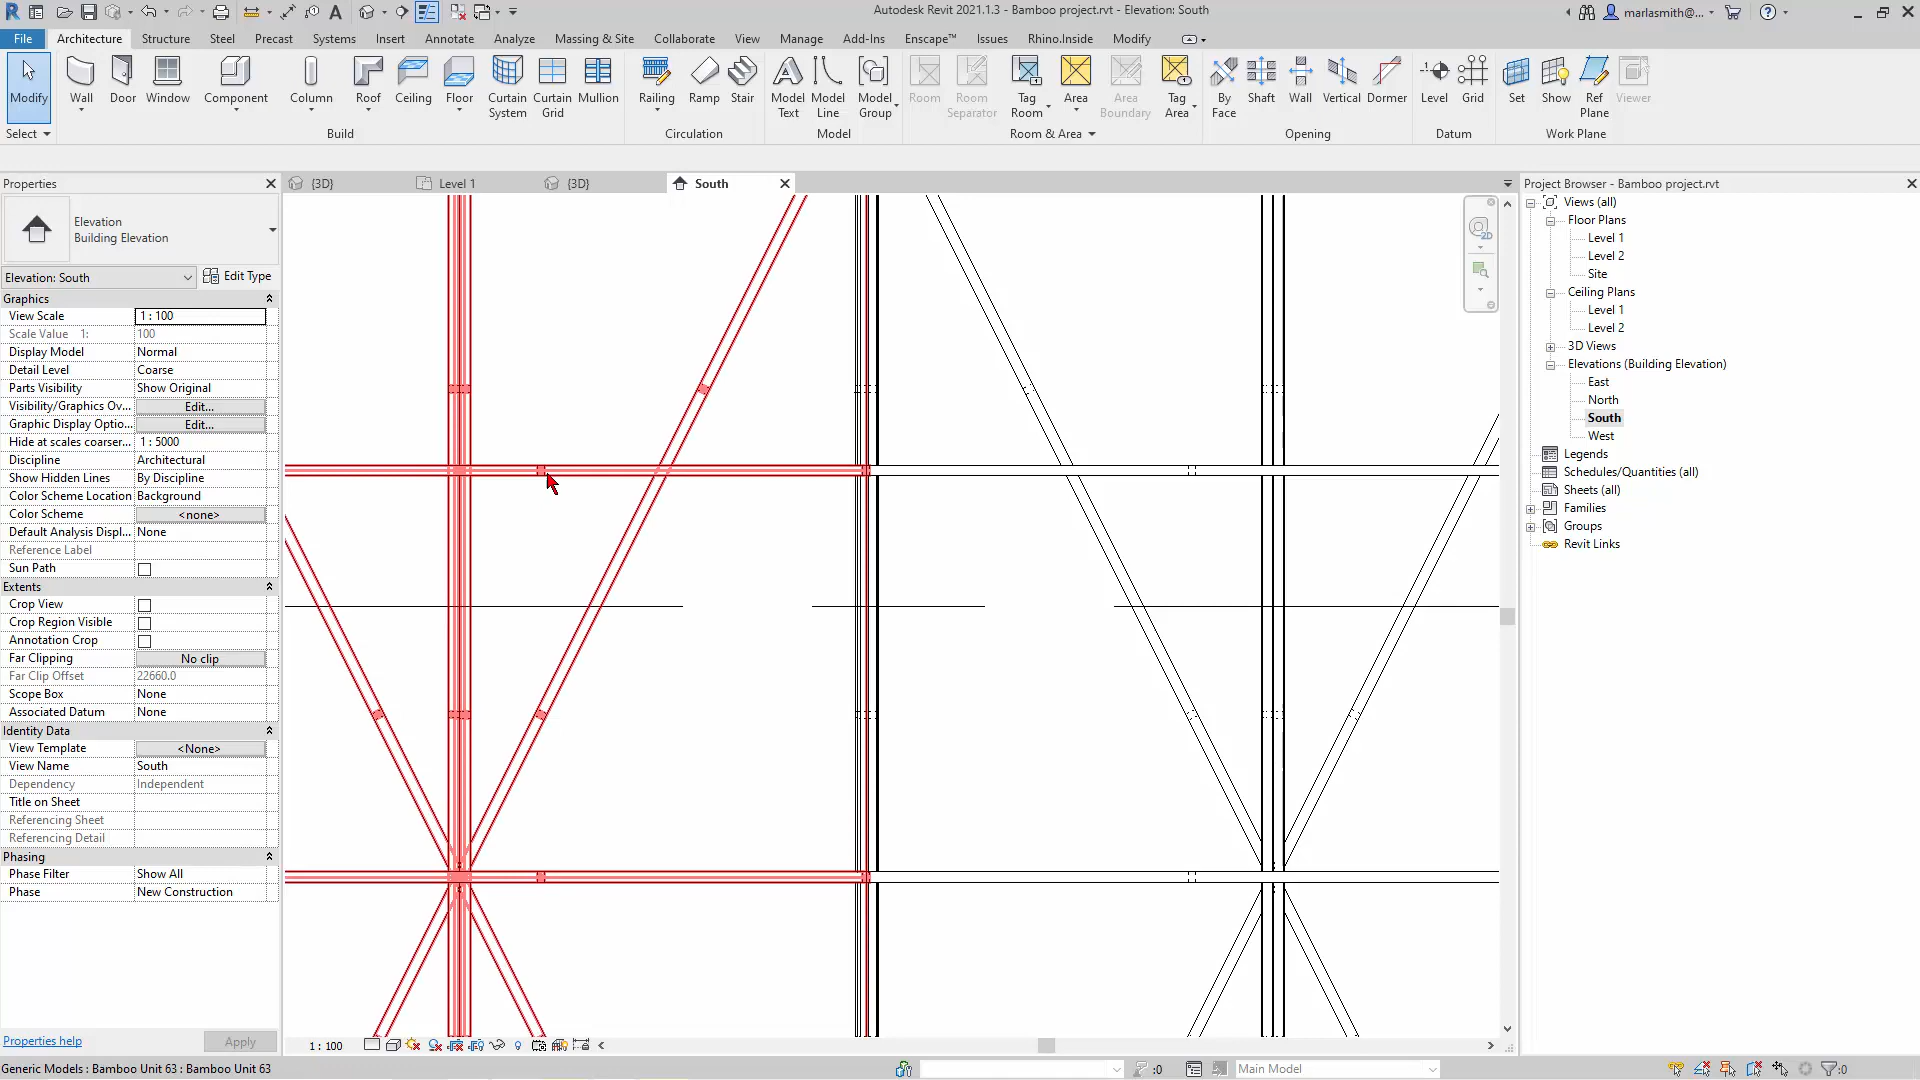 Autodesk Revit 2021.1.3 - Bamboo project.rvt - Elevation: South
marlasmith@...
File Architecture Structure Steel Precast Systems Insert Annotate Analyze Massing & Site Collaborate View Manage Add-Ins Enscape™ Issues Rhino.Inside Modify
Modify Wall Door Window Component Column Roof Ceiling Floor Curtain System Curtain Grid Mullion Railing Ramp Stair Model Text Model Line Model Group Room Room Separator Tag Room Area Area Boundary Tag Area By Face Shaft Wall Vertical Dormer Level Grid Set Show Ref Plane Viewer
Select Build Circulation Model Room & Area Opening Datum Work Plane
Properties
{3D} Level 1 {3D} South
Project Browser - Bamboo project.rvt
Elevation
Building Elevation
Elevation: South Edit Type
Graphics
View Scale 1 : 100
Scale Value 1: 100
Display Model Normal
Detail Level Coarse
Parts Visibility Show Original
Visibility/Graphics Ov... Edit...
Graphic Display Optio... Edit...
Hide at scales coarser... 1 : 5000
Discipline Architectural
Show Hidden Lines By Discipline
Color Scheme Location Background
Color Scheme <none>
Default Analysis Displ... None
Reference Label
Sun Path
Extents
Crop View
Crop Region Visible
Annotation Crop
Far Clipping No clip
Far Clip Offset 22660.0
Scope Box None
Associated Datum None
Identity Data
View Template <None>
View Name South
Dependency Independent
Title on Sheet
Referencing Sheet
Referencing Detail
Phasing
Phase Filter Show All
Phase New Construction
Properties help Apply
2D
Views (all)
Floor Plans
Level 1
Level 2
Site
Ceiling Plans
Level 1
Level 2
3D Views
Elevations (Building Elevation)
East
North
South
West
Legends
Schedules/Quantities (all)
Sheets (all)
Families
Groups
Revit Links
1 : 100
Generic Models : Bamboo Unit 63 : Bamboo Unit 63
:0
Main Model
:0